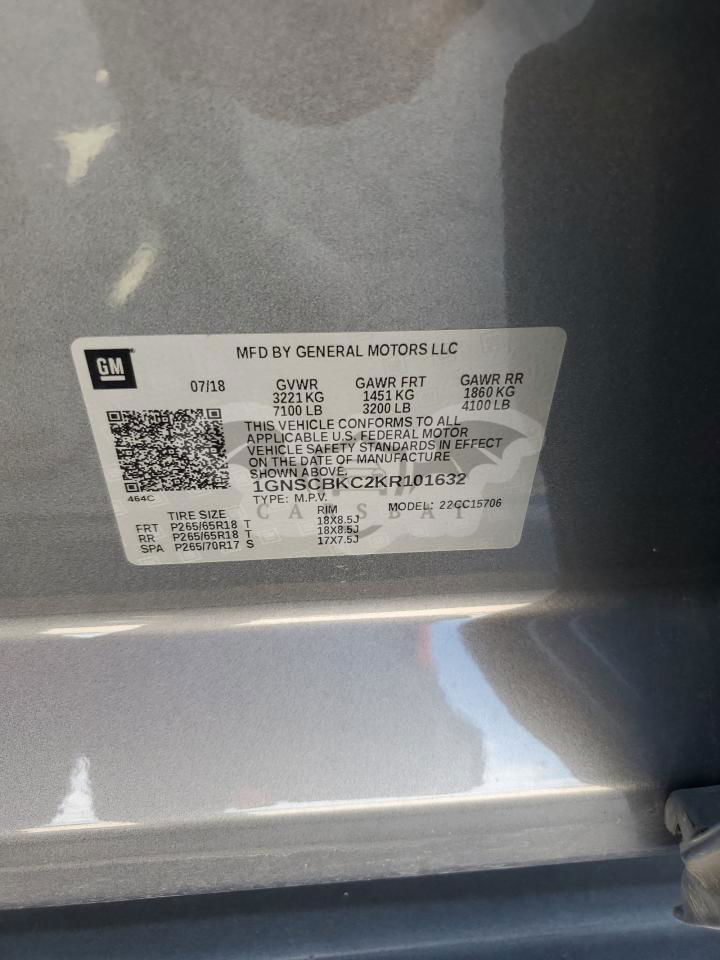 GM
MFD BY GENERAL MOTORS LLC
07/18 GVWR GAWR FRT GAWR RR
3221 KG 1451 KG 1860 KG
7100 LB 3200 LB 4100 LB
THIS VEHICLE CONFORMS TO ALL
APPLICABLE U.S. FEDERAL MOTOR
VEHICLE SAFETY STANDARDS IN EFFECT
ON THE DATE OF MANUFACTURE
SHOWN ABOVE.
464C
1GNSCBKC2KR101632
TYPE: M.P.V. MODEL: 22CC15706
TIRE SIZE RIM
FRT P265/65R18 T 18X8.5J
RR P265/65R18 T 18X8.5J
SPA P265/70R17 S 17X7.5J
CARSBAT